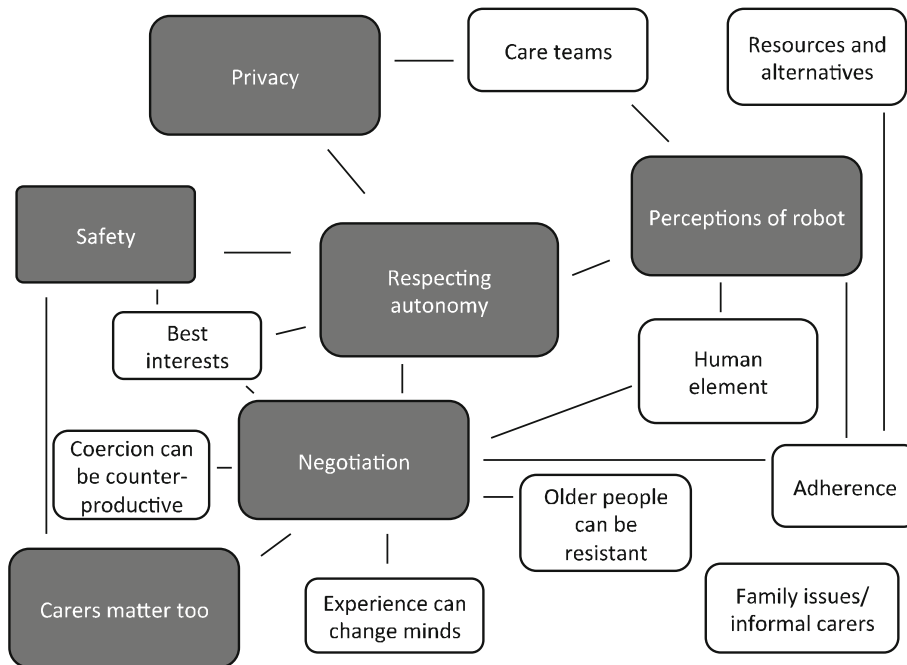 Privacy
Care teams
Resources and
alternatives
Safety
Perceptions of robot
Respecting
autonomy
Best
interests
Human
element
Coercion can
be counter-
productive
Negotiation
Older people
can be
resistant
Adherence
Carers matter too
Experience can
change minds
Family issues/
informal carers